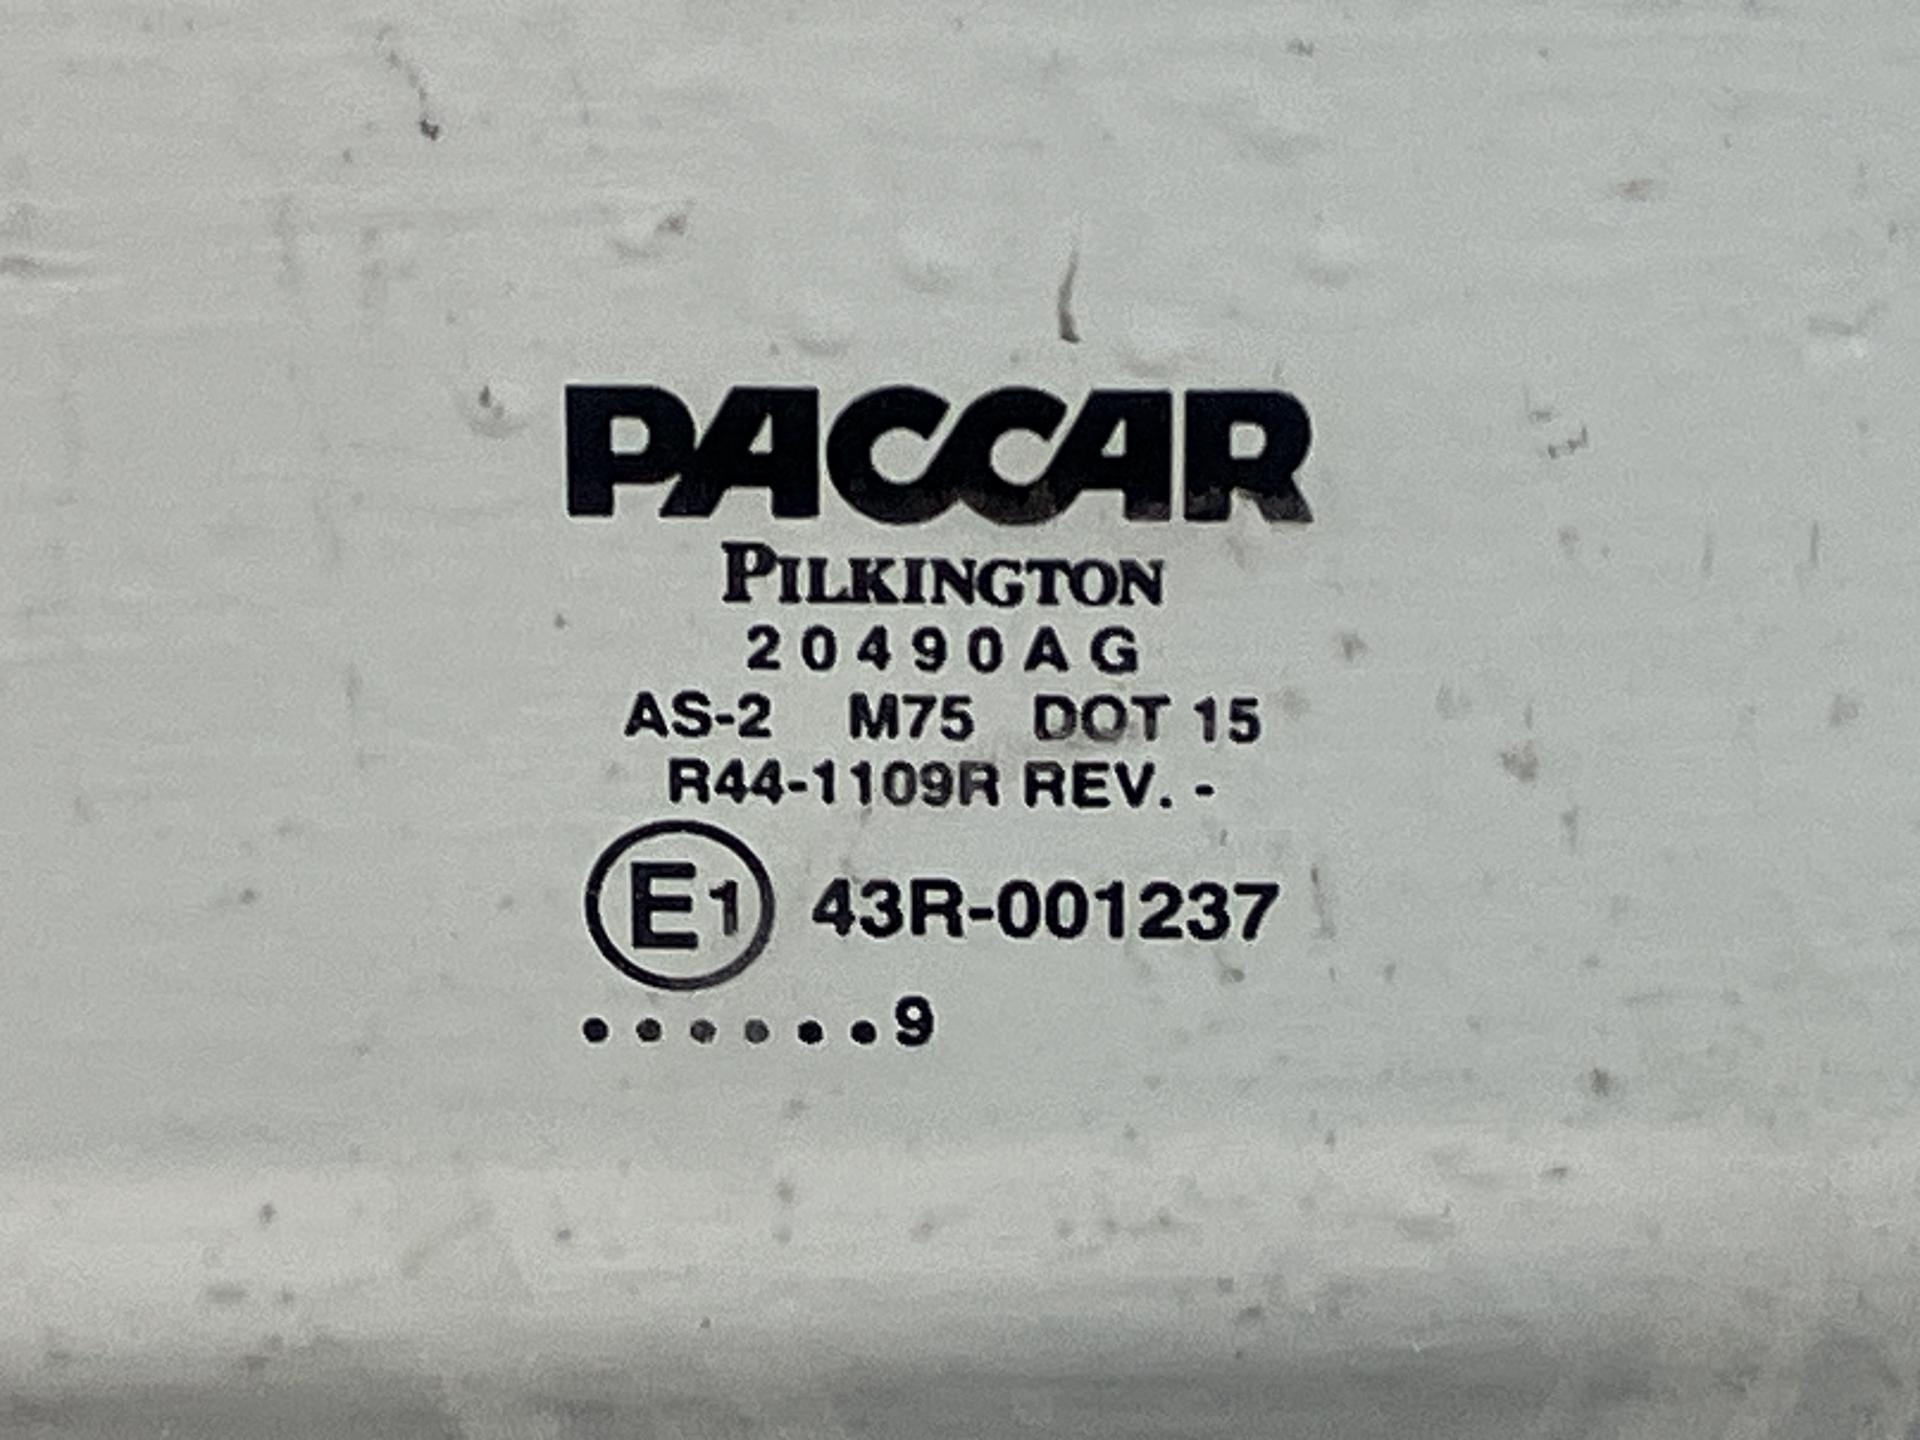 PACCAR
PILKINGTON
20490AG
AS-2 M75 DOT 15
R44-1109R REV. -
E1 43R-001237
......9